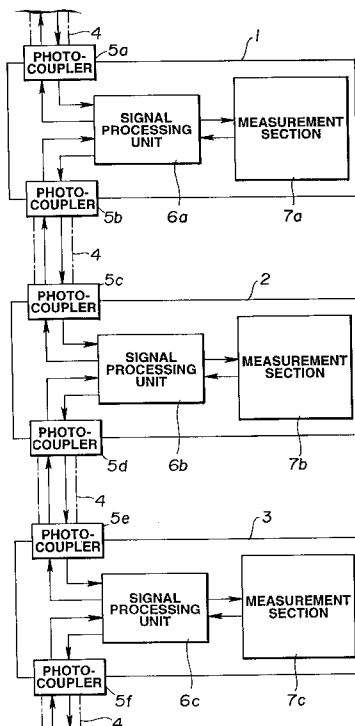 4
5a
1
PHOTO-
COUPLER
SIGNAL
PROCESSING
UNIT
MEASUREMENT
SECTION
6a
7a
PHOTO-
COUPLER
5b
4
5c
2
PHOTO-
COUPLER
SIGNAL
PROCESSING
UNIT
MEASUREMENT
SECTION
6b
7b
PHOTO-
COUPLER
5d
4
5e
3
PHOTO-
COUPLER
SIGNAL
PROCESSING
UNIT
MEASUREMENT
SECTION
6c
7c
PHOTO-
COUPLER
5f
4